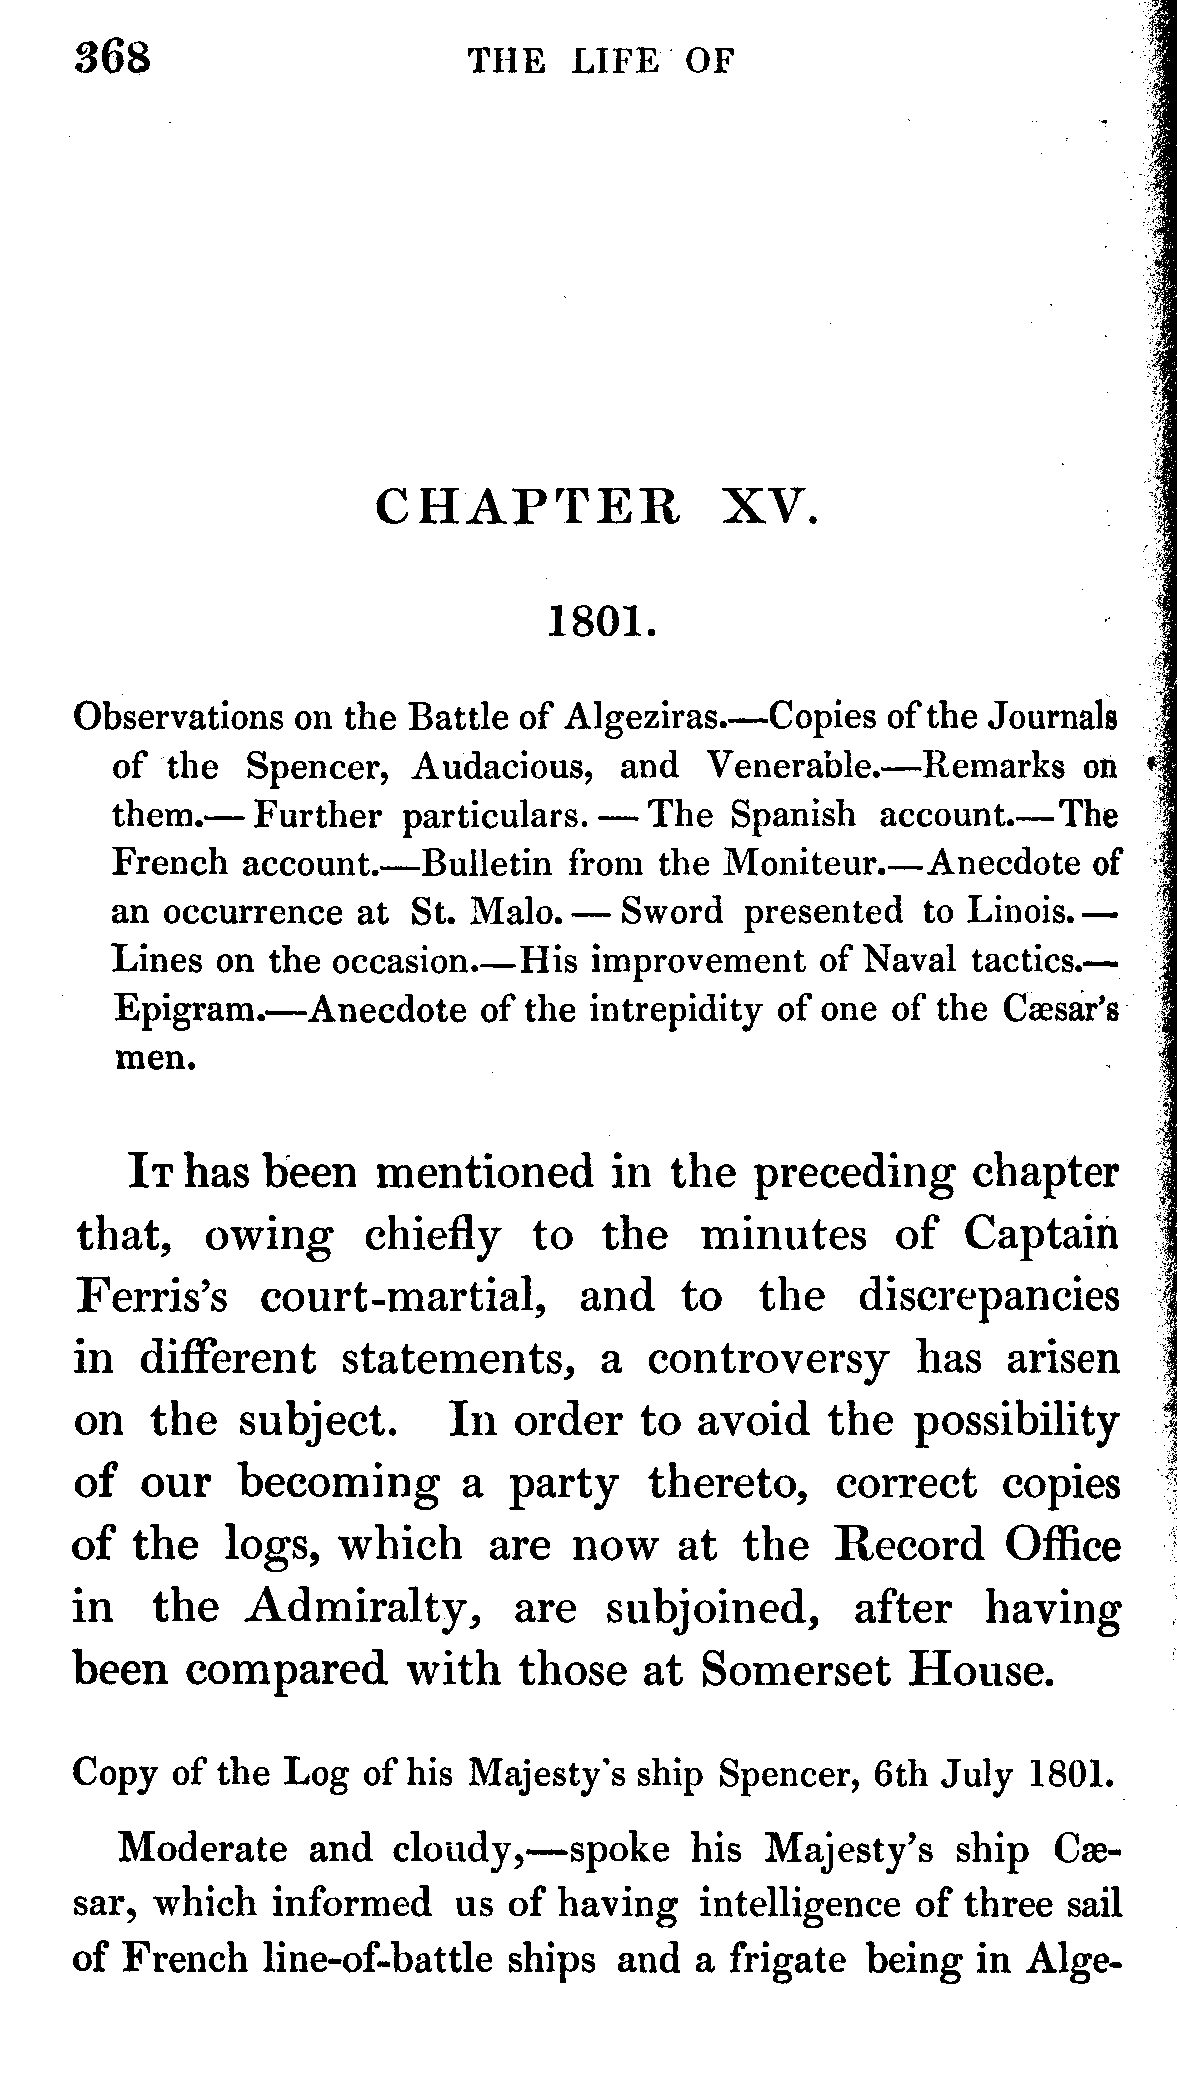 368 THE LIFE OF
CHAPTER XV.
1801.
Observations on the Battle of Algeziras.—Copies of the Journals
of the Spencer, Audacious, and Venerable.—Remarks on
them.—Further particulars.—The Spanish account.—The
French account.—Bulletin from the Moniteur.—Anecdote of
an occurrence at St. Malo.—Sword presented to Linois.—
Lines on the occasion.—His improvement of Naval tactics.—
Epigram.—Anecdote of the intrepidity of one of the Cæsar's
men.
It has been mentioned in the preceding chapter
that, owing chiefly to the minutes of Captain
Ferris's court-martial, and to the discrepancies
in different statements, a controversy has arisen
on the subject. In order to avoid the possibility
of our becoming a party thereto, correct copies
of the logs, which are now at the Record Office
in the Admiralty, are subjoined, after having
been compared with those at Somerset House.
Copy of the Log of his Majesty's ship Spencer, 6th July 1801.
Moderate and cloudy,—spoke his Majesty's ship Cæ-
sar, which informed us of having intelligence of three sail
of French line-of-battle ships and a frigate being in Alge-